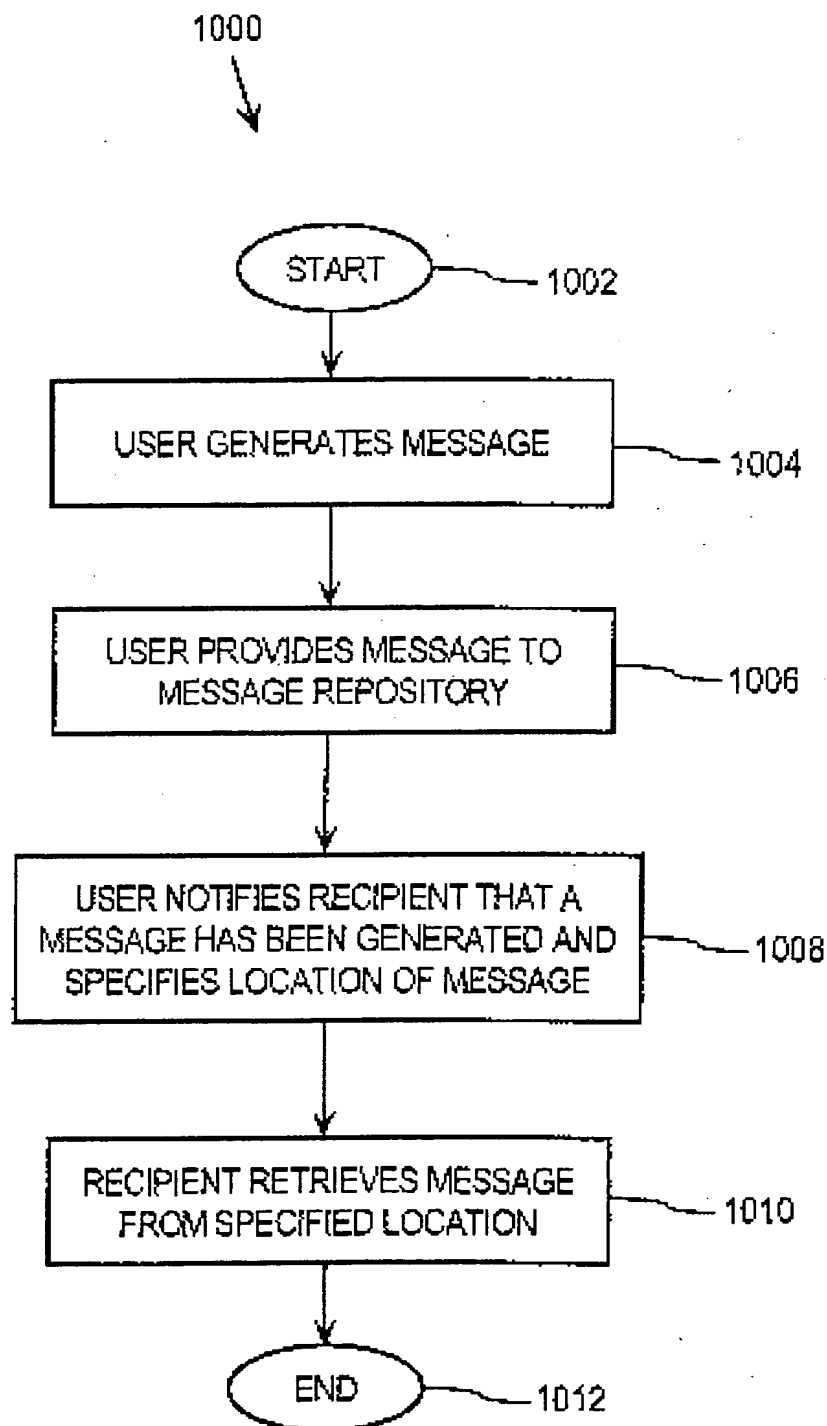 1000
START
1002
USER GENERATES MESSAGE
1004
USER PROVIDES MESSAGE TO
MESSAGE REPOSITORY
1006
USER NOTIFIES RECIPIENT THAT A
MESSAGE HAS BEEN GENERATED AND
SPECIFIES LOCATION OF MESSAGE
1008
RECIPIENT RETRIEVES MESSAGE
FROM SPECIFIED LOCATION
1010
END
1012